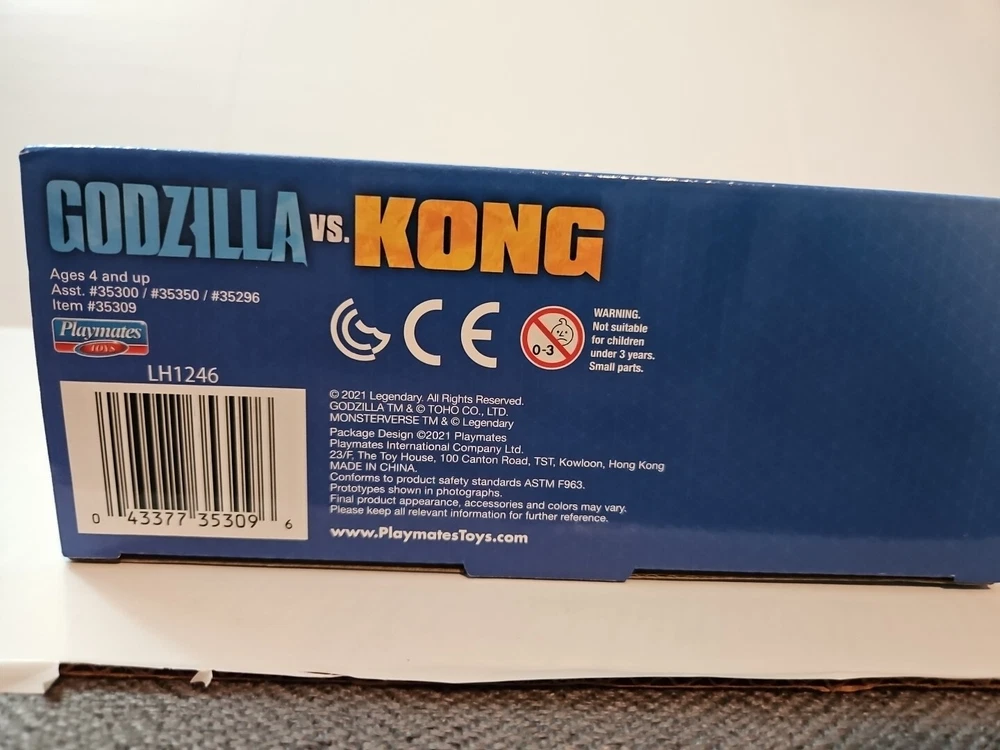 GODZILLA VS. KONG
Ages 4 and up
Asst. #35300 / #35350 / #35296
Item #35309
Playmates
TOYS
LH1246
0 43377 35309 6
CE
0-3
WARNING.
Not suitable
for children
under 3 years.
Small parts.
© 2021 Legendary. All Rights Reserved.
GODZILLA TM & © TOHO CO., LTD.
MONSTERVERSE TM & © Legendary
Package Design ©2021 Playmates
Playmates International Company Ltd.
23/F, The Toy House, 100 Canton Road, TST, Kowloon, Hong Kong
MADE IN CHINA.
Conforms to product safety standards ASTM F963.
Prototypes shown in photographs.
Final product appearance, accessories and colors may vary.
Please keep all relevant information for further reference.
www.PlaymatesToys.com